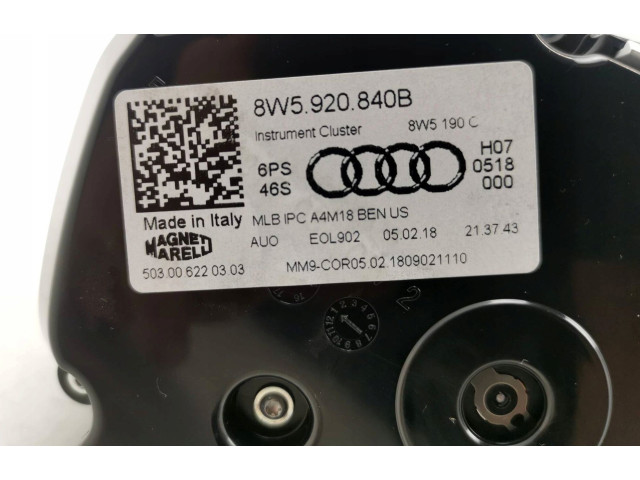 8W5.920.840B
Instrument Cluster 8W5 190 C
6PS H07
46S 0518
000
Made in Italy MLB IPC A4M18 BEN US
MAGNETI MARELLI AUO EOL902 05.02.18 21.37 43
503.00 622 03.03 MM9-COR05.02.1809021110
2